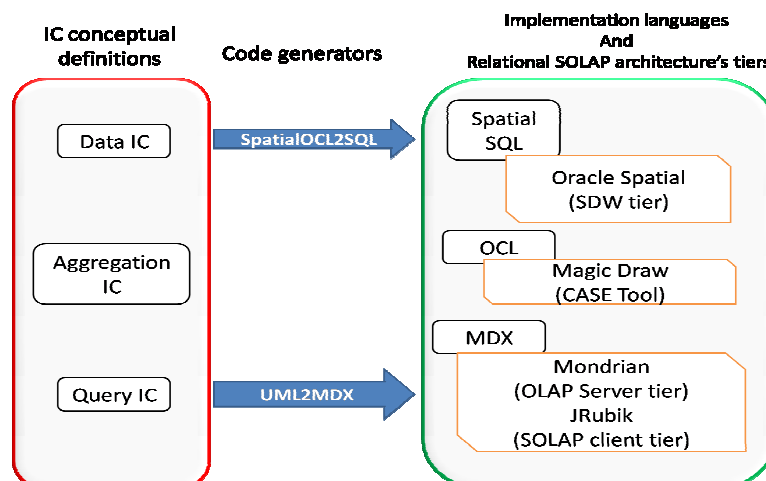 IC conceptual
definitions
Code generators
Implementation languages
And
Relational SOLAP architecture's tiers
Data IC
SpatialOCL2SQL
Spatial
SQL
Oracle Spatial
(SDW tier)
Aggregation
IC
OCL
Magic Draw
(CASE Tool)
MDX
Query IC
UML2MDX
Mondrian
(OLAP Server tier)
JRubik
(SOLAP client tier)